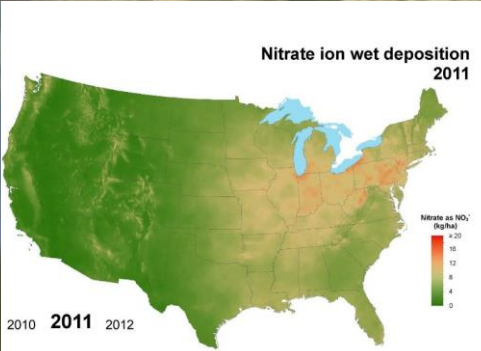 Nitrate ion wet deposition
2011
Nitrate as NO₃⁻
(kg/ha)
≥ 20
16
12
8
4
0
2010 2011 2012